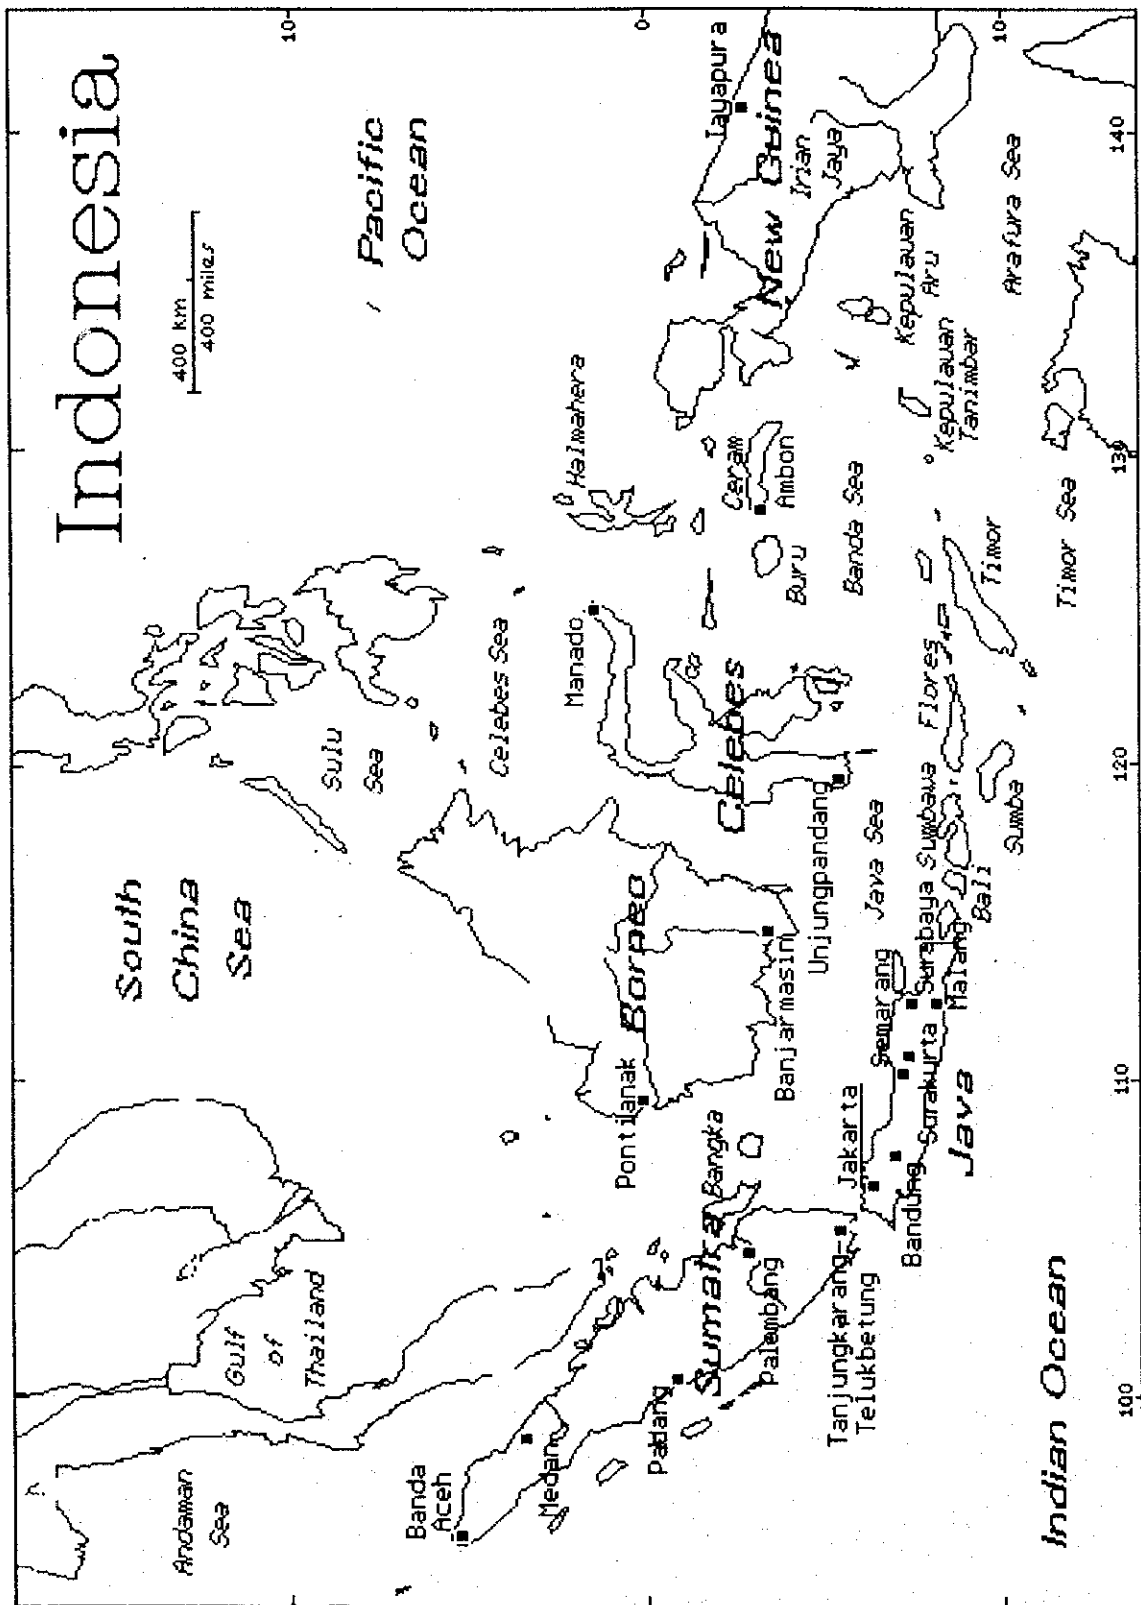 Indonesia
400 km
400 miles
Pacific
Ocean
South
China
Sea
Sulu
Sea
Celebes Sea
Andaman
Sea
Gulf
of
Thailand
Banda
Aceh
Medan
Padang
Sumatra
Bangka
Palembang
Tanjungkarang-
Telukbetung
Pontianak
Borneo
Banjarmasin
Unjungpandang
Celebes
Manado
Halmahera
Ceram
Ambon
Buru
Banda Sea
Java Sea
Jakarta
Bandung
Semarang
Surakurta
Java
Surabaya
Malang
Sumbawa
Bali
Flores
Sumba
Timor
Timor Sea
Kepulauan
Tanimbar
Kepulauan
Aru
Arafura Sea
New Guinea
Irian
Jaya
Jayapura
Indian Ocean
10
10
100
110
120
130
140